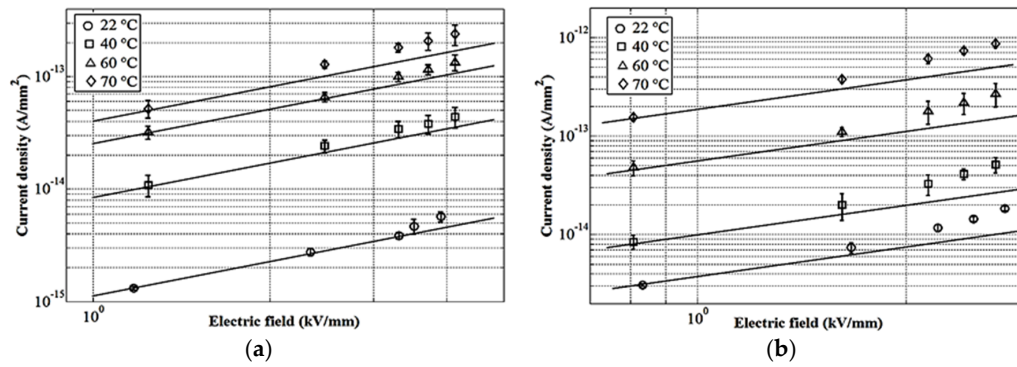 22 °C
40 °C
60 °C
70 °C
Current density (A/mm²)
10⁻¹³
10⁻¹⁴
10⁻¹⁵
10⁰
Electric field (kV/mm)
(a)
22 °C
40 °C
60 °C
70 °C
Current density (A/mm²)
10⁻¹²
10⁻¹³
10⁻¹⁴
10⁰
Electric field (kV/mm)
(b)